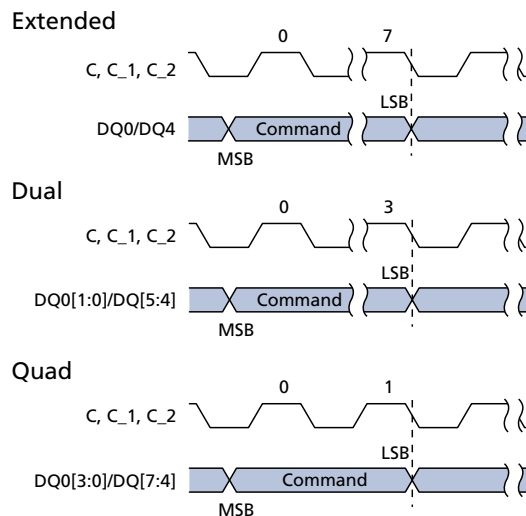 Extended
0 7
C, C_1, C_2
LSB
DQ0/DQ4 Command
MSB
Dual
0 3
C, C_1, C_2
LSB
DQ0[1:0]/DQ[5:4] Command
MSB
Quad
0 1
C, C_1, C_2
LSB
DQ0[3:0]/DQ[7:4] Command
MSB